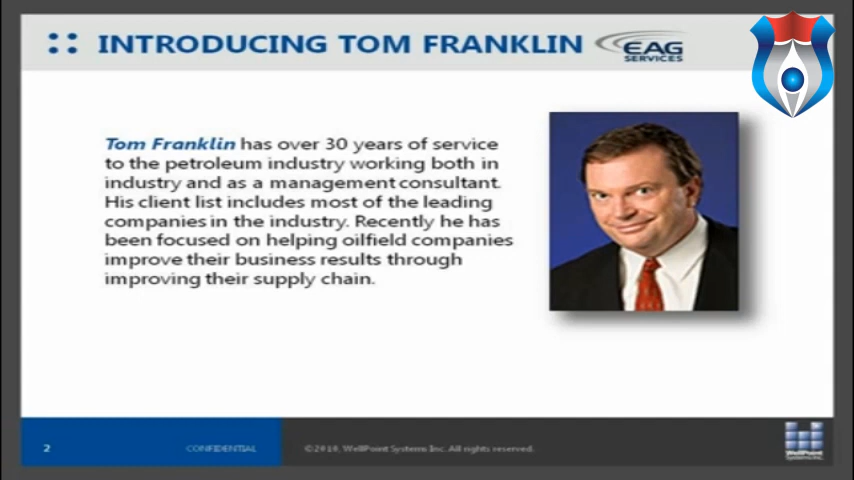 INTRODUCING TOM FRANKLIN
EAG
SERVICES
Tom Franklin has over 30 years of service
to the petroleum industry working both in
industry and as a management consultant.
His client list includes most of the leading
companies in the industry. Recently he has
been focused on helping oilfield companies
improve their business results through
improving their supply chain.
2
CONFIDENTIAL
©2010, WellPoint Systems Inc. All rights reserved.
WellPoint
Systems Inc.